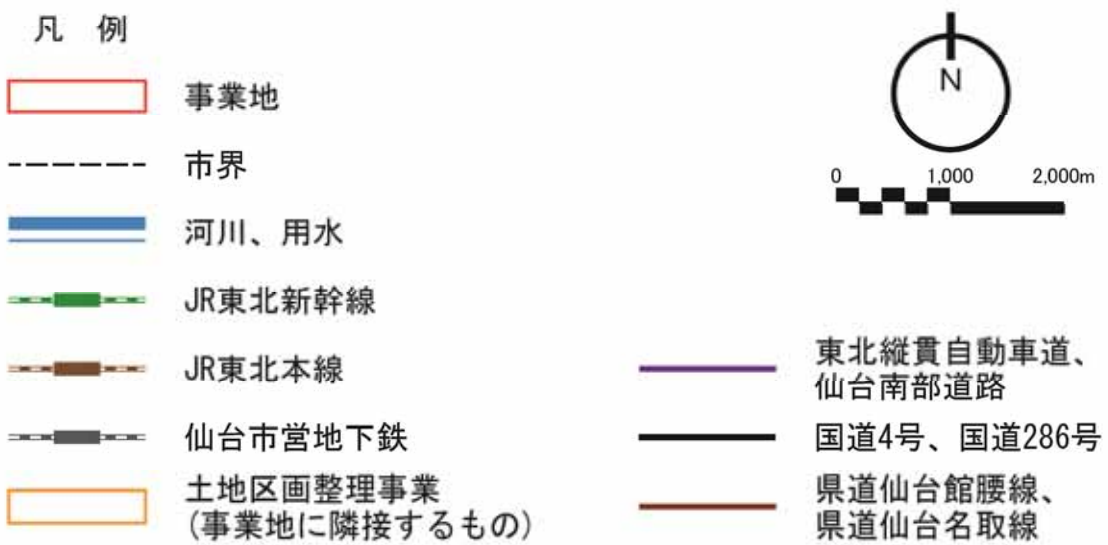 凡 例
事業地
市界
河川、用水
JR東北新幹線
JR東北本線
仙台市営地下鉄
土地区画整理事業
(事業地に隣接するもの)
N
0 1,000 2,000m
東北縦貫自動車道、
仙台南部道路
国道4号、国道286号
県道仙台館腰線、
県道仙台名取線